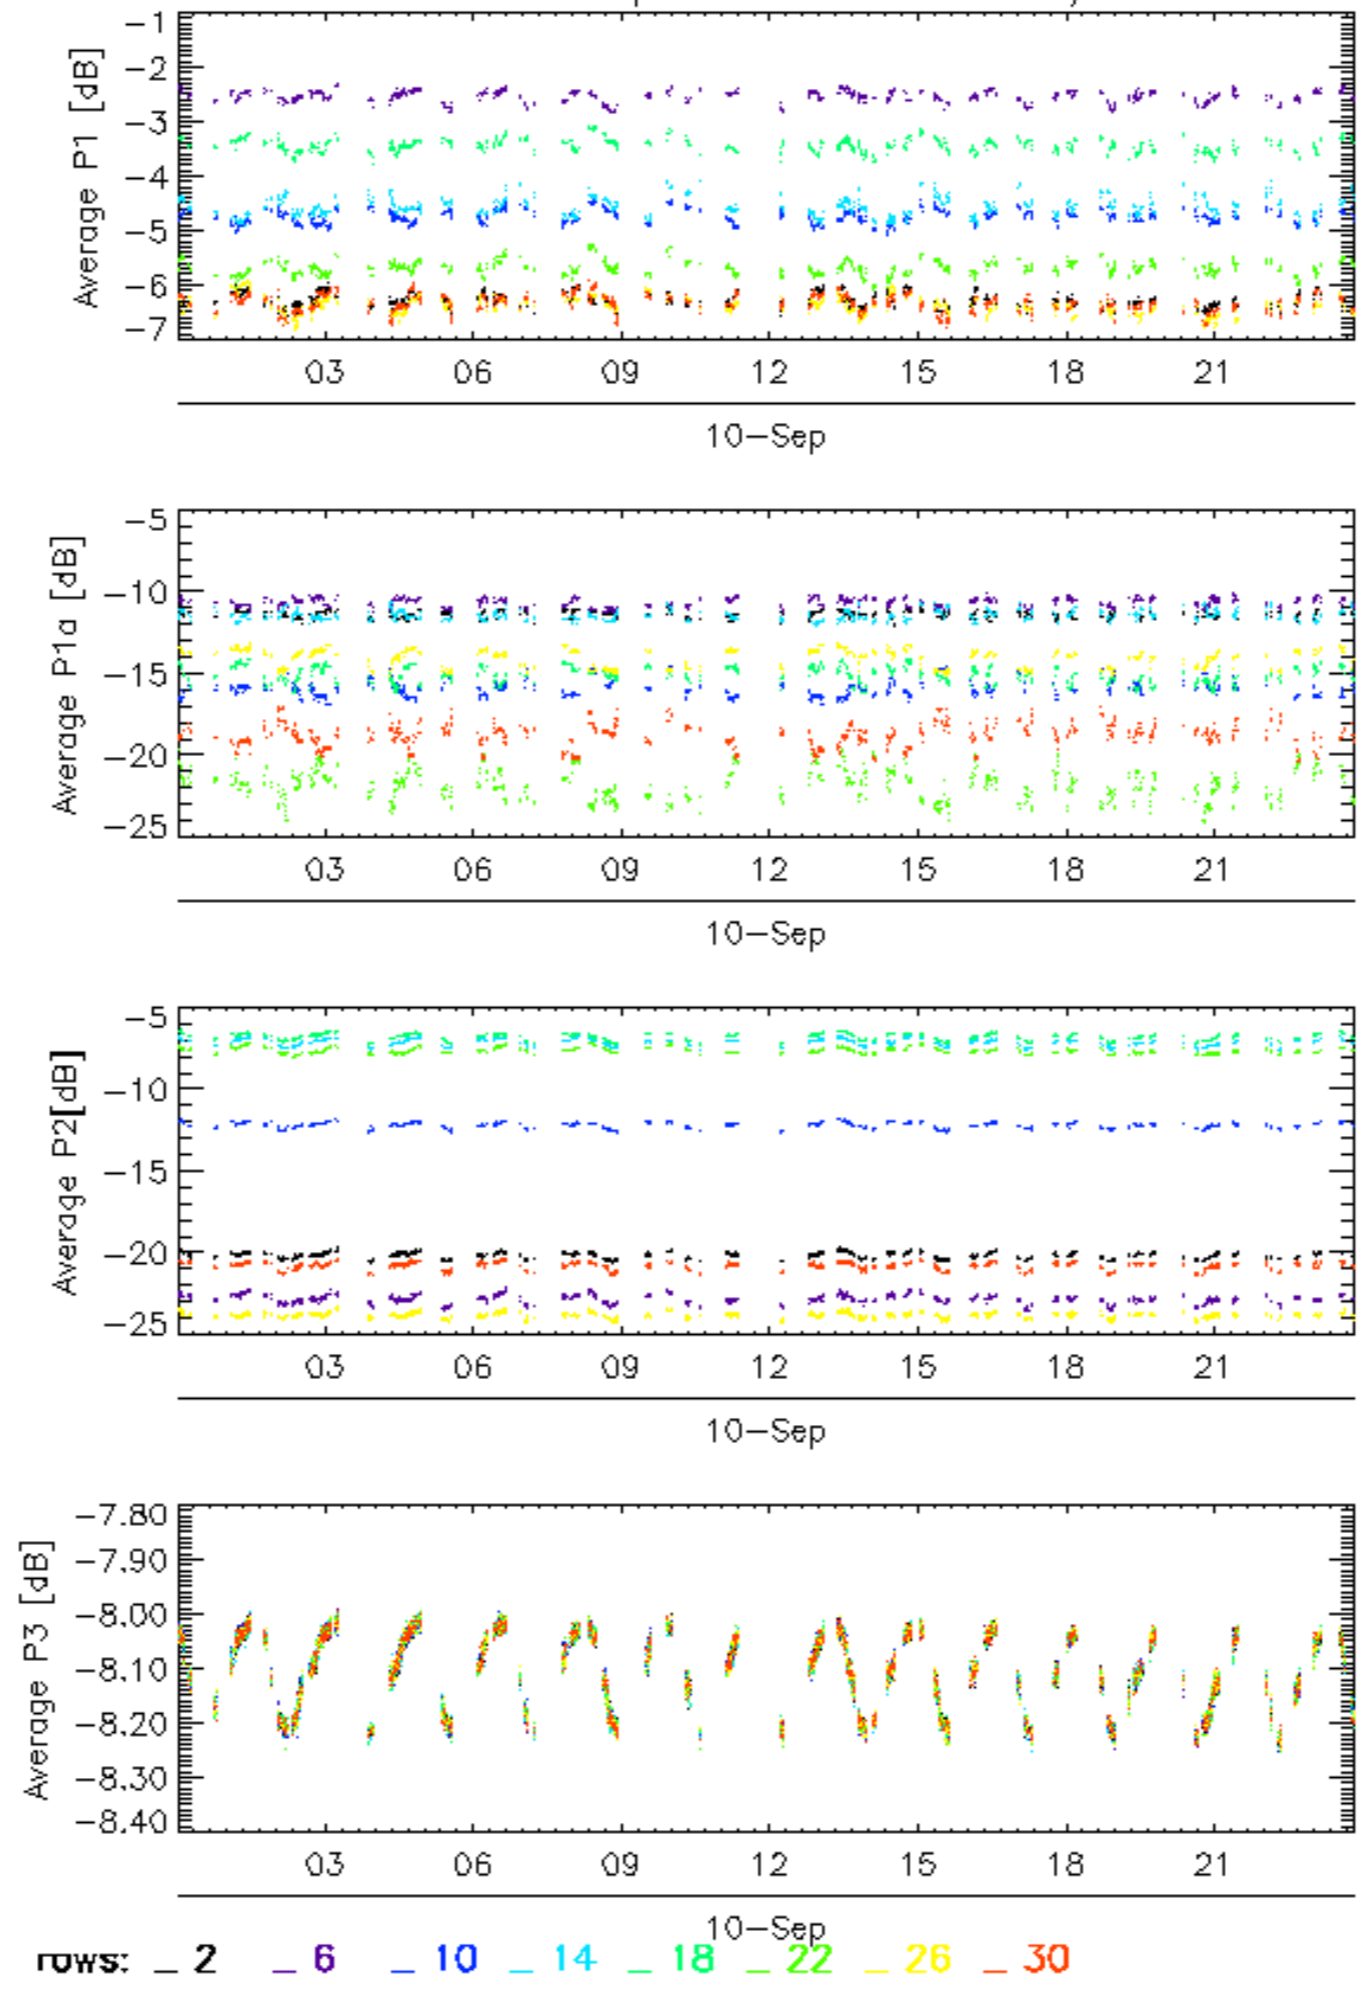 Average P1 [dB]
-1
-2
-3
-4
-5
-6
-7
03 06 09 12 15 18 21
10-Sep
Average P1a [dB]
-5
-10
-15
-20
-25
03 06 09 12 15 18 21
10-Sep
Average P2[dB]
-5
-10
-15
-20
-25
03 06 09 12 15 18 21
10-Sep
Average P3 [dB]
-7.80
-7.90
-8.00
-8.10
-8.20
-8.30
-8.40
03 06 09 12 15 18 21
10-Sep
rows: _ 2 _ 6 _ 10 _ 14 _ 18 _ 22 _ 26 _ 30